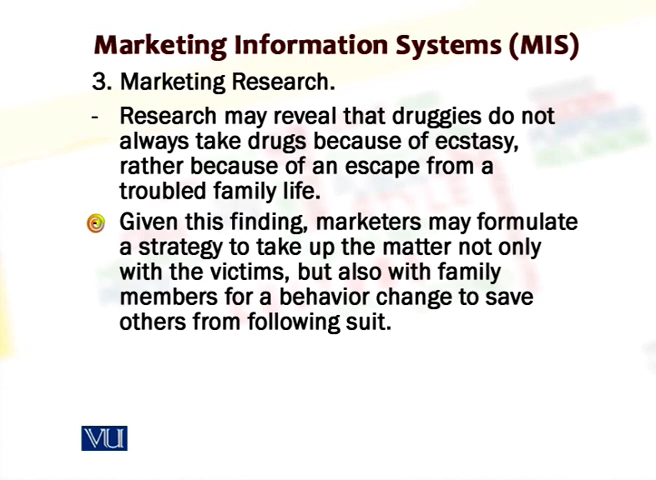 Marketing Information Systems (MIS)
3. Marketing Research.
- Research may reveal that druggies do not
always take drugs because of ecstasy,
rather because of an escape from a
troubled family life.
Given this finding, marketers may formulate
a strategy to take up the matter not only
with the victims, but also with family
members for a behavior change to save
others from following suit.
VU